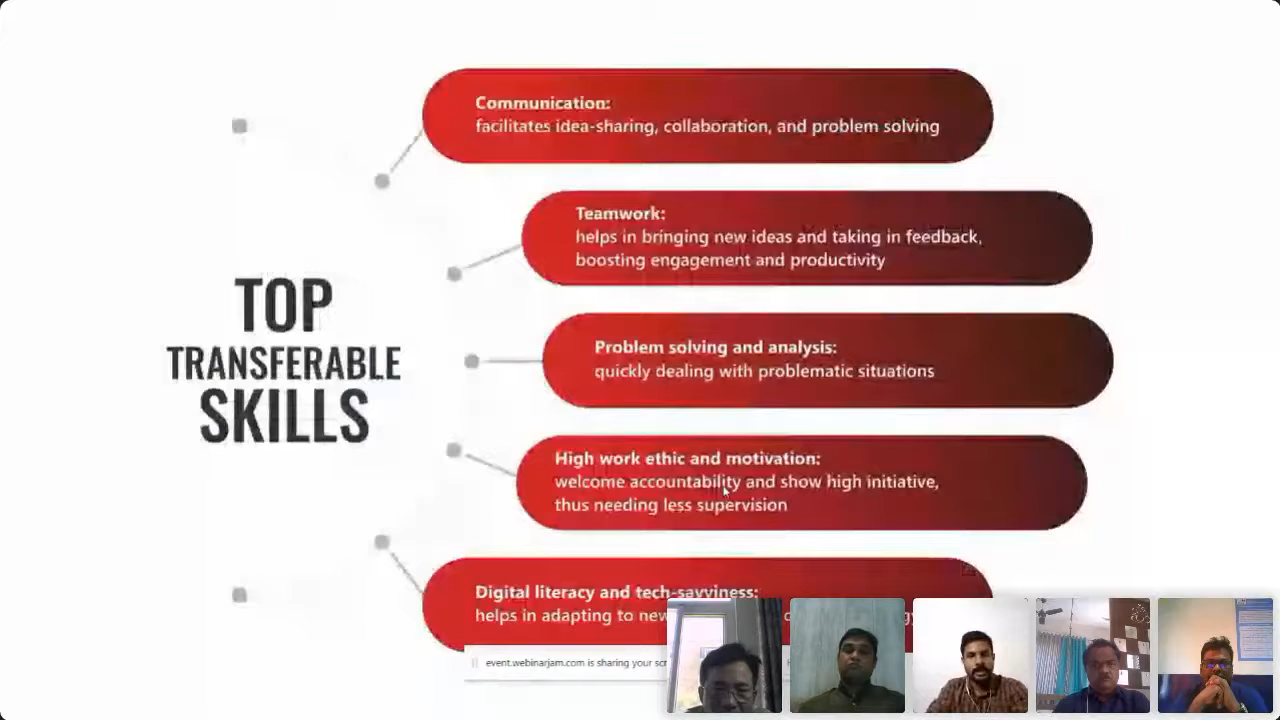 TOP
TRANSFERABLE
SKILLS
Communication:
facilitates idea-sharing, collaboration, and problem solving
Teamwork:
helps in bringing new ideas and taking in feedback,
boosting engagement and productivity
Problem solving and analysis:
quickly dealing with problematic situations
High work ethic and motivation:
welcome accountability and show high initiative,
thus needing less supervision
Digital literacy and tech-savviness:
helps in adapting to new
event.webinarjam.com is sharing your